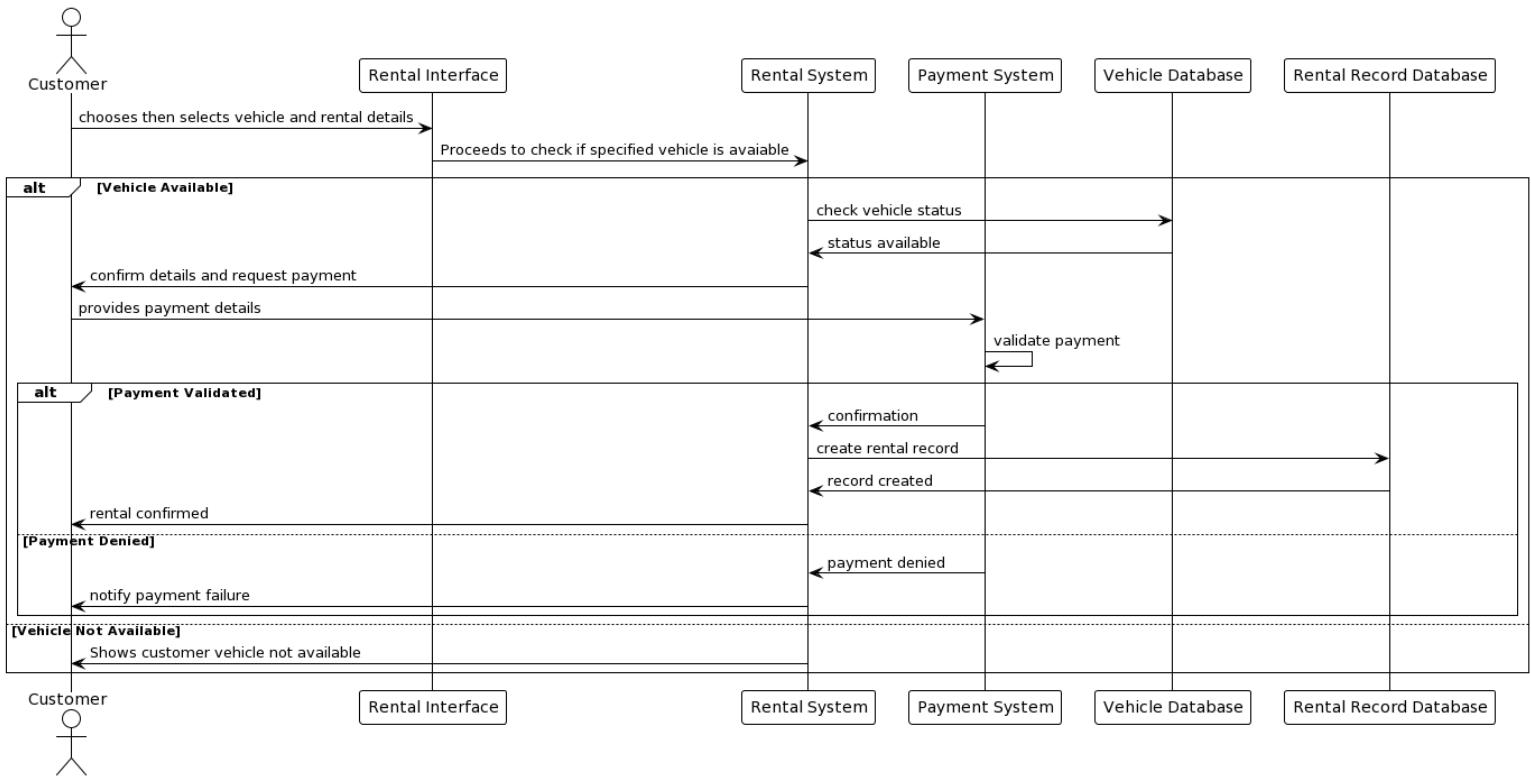 Customer
Rental Interface
Rental System
Payment System
Vehicle Database
Rental Record Database
chooses then selects vehicle and rental details
Proceeds to check if specified vehicle is avaiable
alt
[Vehicle Available]
check vehicle status
status available
confirm details and request payment
provides payment details
validate payment
alt
[Payment Validated]
confirmation
create rental record
record created
rental confirmed
[Payment Denied]
payment denied
notify payment failure
[Vehicle Not Available]
Shows customer vehicle not available
Customer
Rental Interface
Rental System
Payment System
Vehicle Database
Rental Record Database